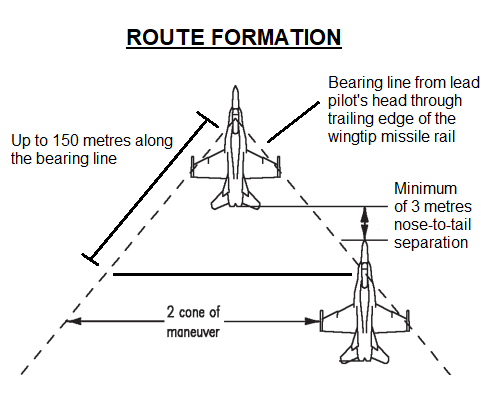 ROUTE FORMATION
Bearing line from lead
pilot's head through
trailing edge of the
wingtip missile rail
Up to 150 metres along
the bearing line
Minimum
of 3 metres
nose-to-tail
separation
2 cone of
maneuver